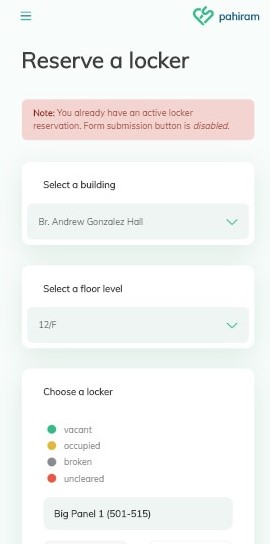 pahiram
Reserve a locker
Note: You already have an active locker
reservation. Form submission button is disabled.
Select a building
Br. Andrew Gonzalez Hall
Select a floor level
12/F
Choose a locker
vacant
occupied
broken
uncleared
Big Panel 1 (501-515)